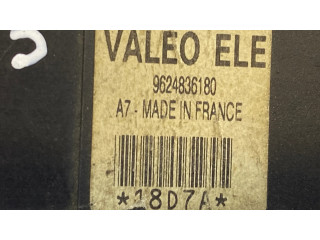 VALEO ELE
9624836180
A7 - MADE IN FRANCE
*18D7A*